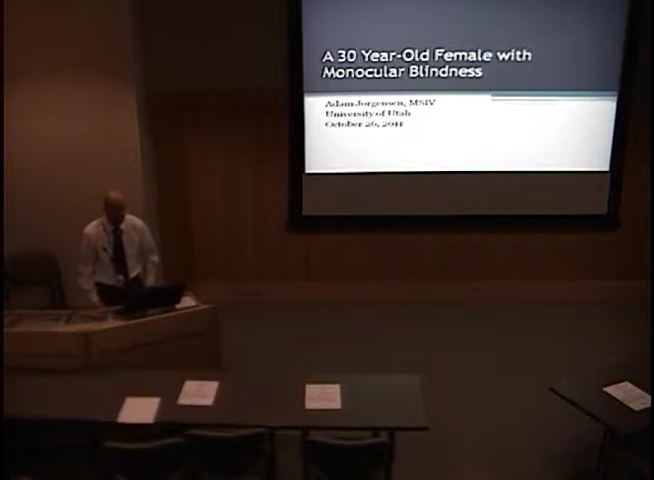 A 30 Year-Old Female with
Monocular Blindness
Adam Jorgensen, MSIV
University of Utah
October 26, 2011